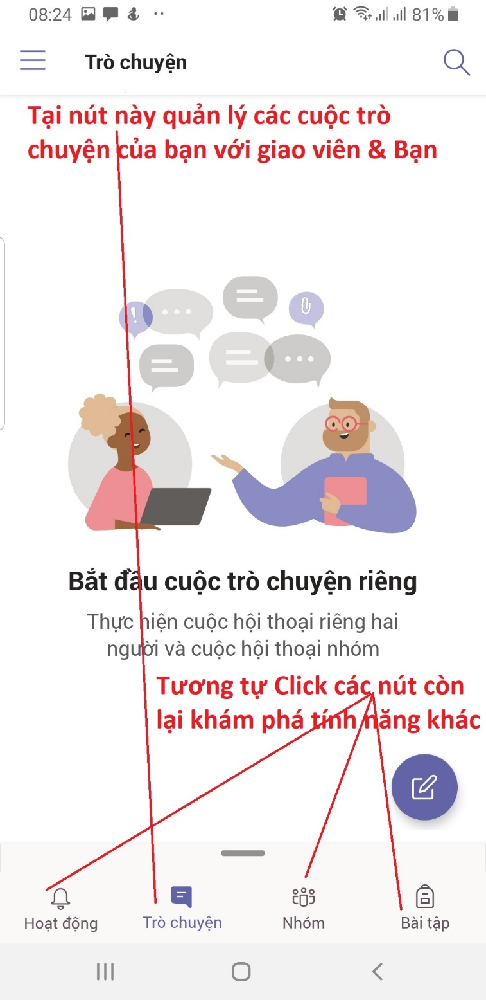 08:24
81%
Trò chuyện
Tại nút này quản lý các cuộc trò
chuyện của bạn với giao viên & Bạn
Bắt đầu cuộc trò chuyện riêng
Thực hiện cuộc hội thoại riêng hai
người và cuộc hội thoại nhóm
Tương tự Click các nút còn
lại khám phá tính năng khác
Hoạt động
Trò chuyện
Nhóm
Bài tập